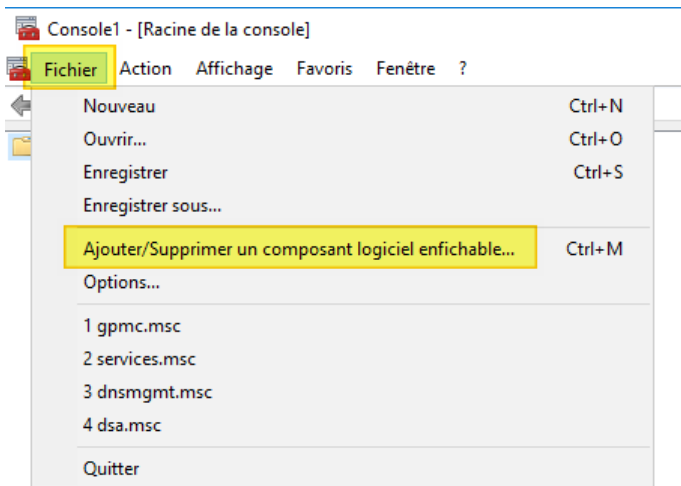 Console1 - [Racine de la console]
Fichier Action Affichage Favoris Fenêtre ?
Nouveau Ctrl+N
Ouvrir... Ctrl+O
Enregistrer Ctrl+S
Enregistrer sous...
Ajouter/Supprimer un composant logiciel enfichable... Ctrl+M
Options...
1 gpmc.msc
2 services.msc
3 dnsmgmt.msc
4 dsa.msc
Quitter